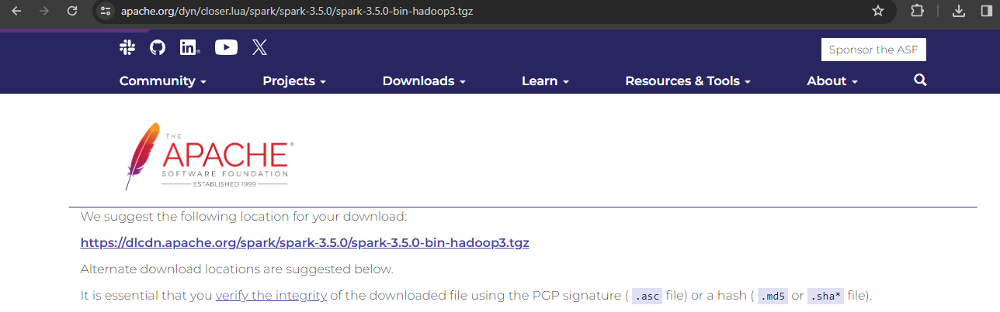 apache.org/dyn/closer.lua/spark/spark-3.5.0/spark-3.5.0-bin-hadoop3.tgz
in
Sponsor the ASF
Community Projects Downloads Learn Resources & Tools About
THE
APACHE®
SOFTWARE FOUNDATION
ESTABLISHED 1999
We suggest the following location for your download:
https://dlcdn.apache.org/spark/spark-3.5.0/spark-3.5.0-bin-hadoop3.tgz
Alternate download locations are suggested below.
It is essential that you verify the integrity of the downloaded file using the PGP signature ( .asc file) or a hash ( .md5 or .sha* file).